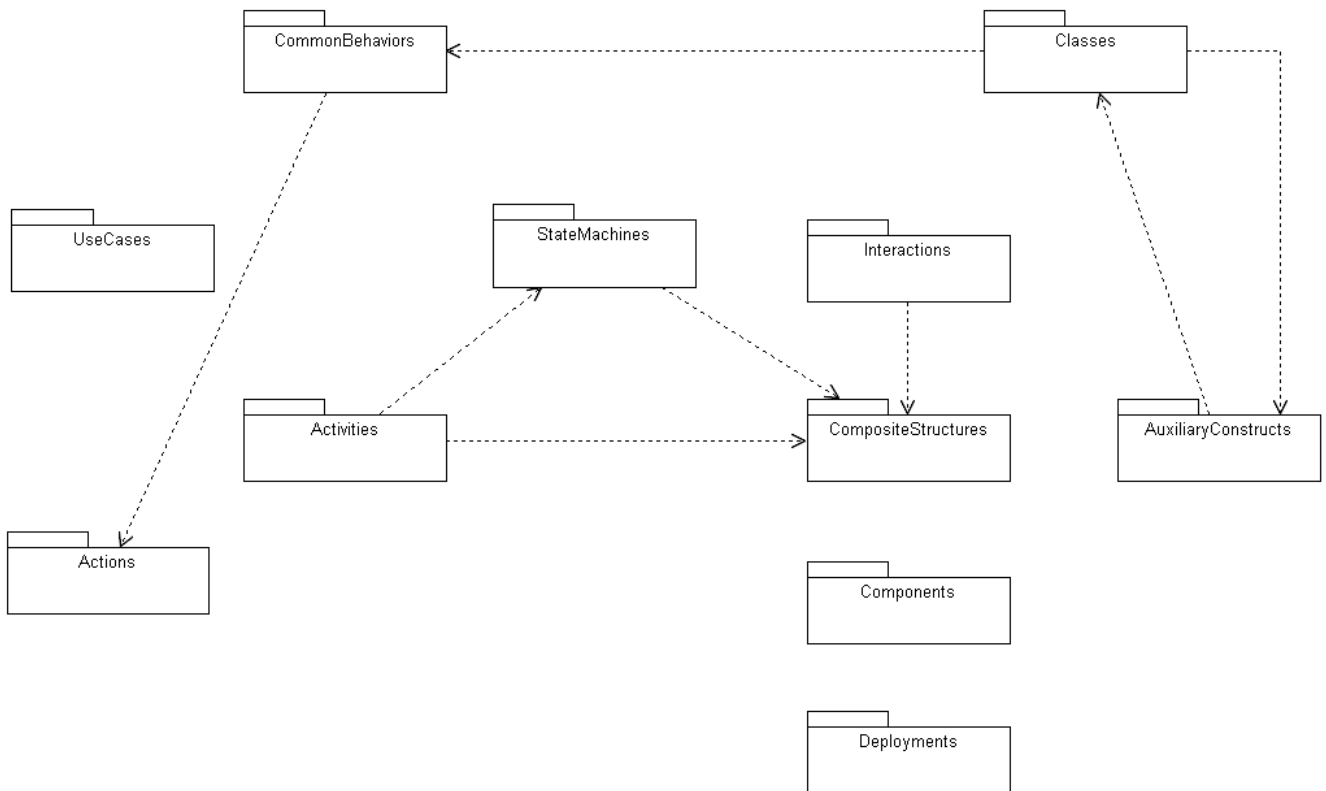 CommonBehaviors
Classes
UseCases
StateMachines
Interactions
Activities
CompositeStructures
AuxiliaryConstructs
Actions
Components
Deployments